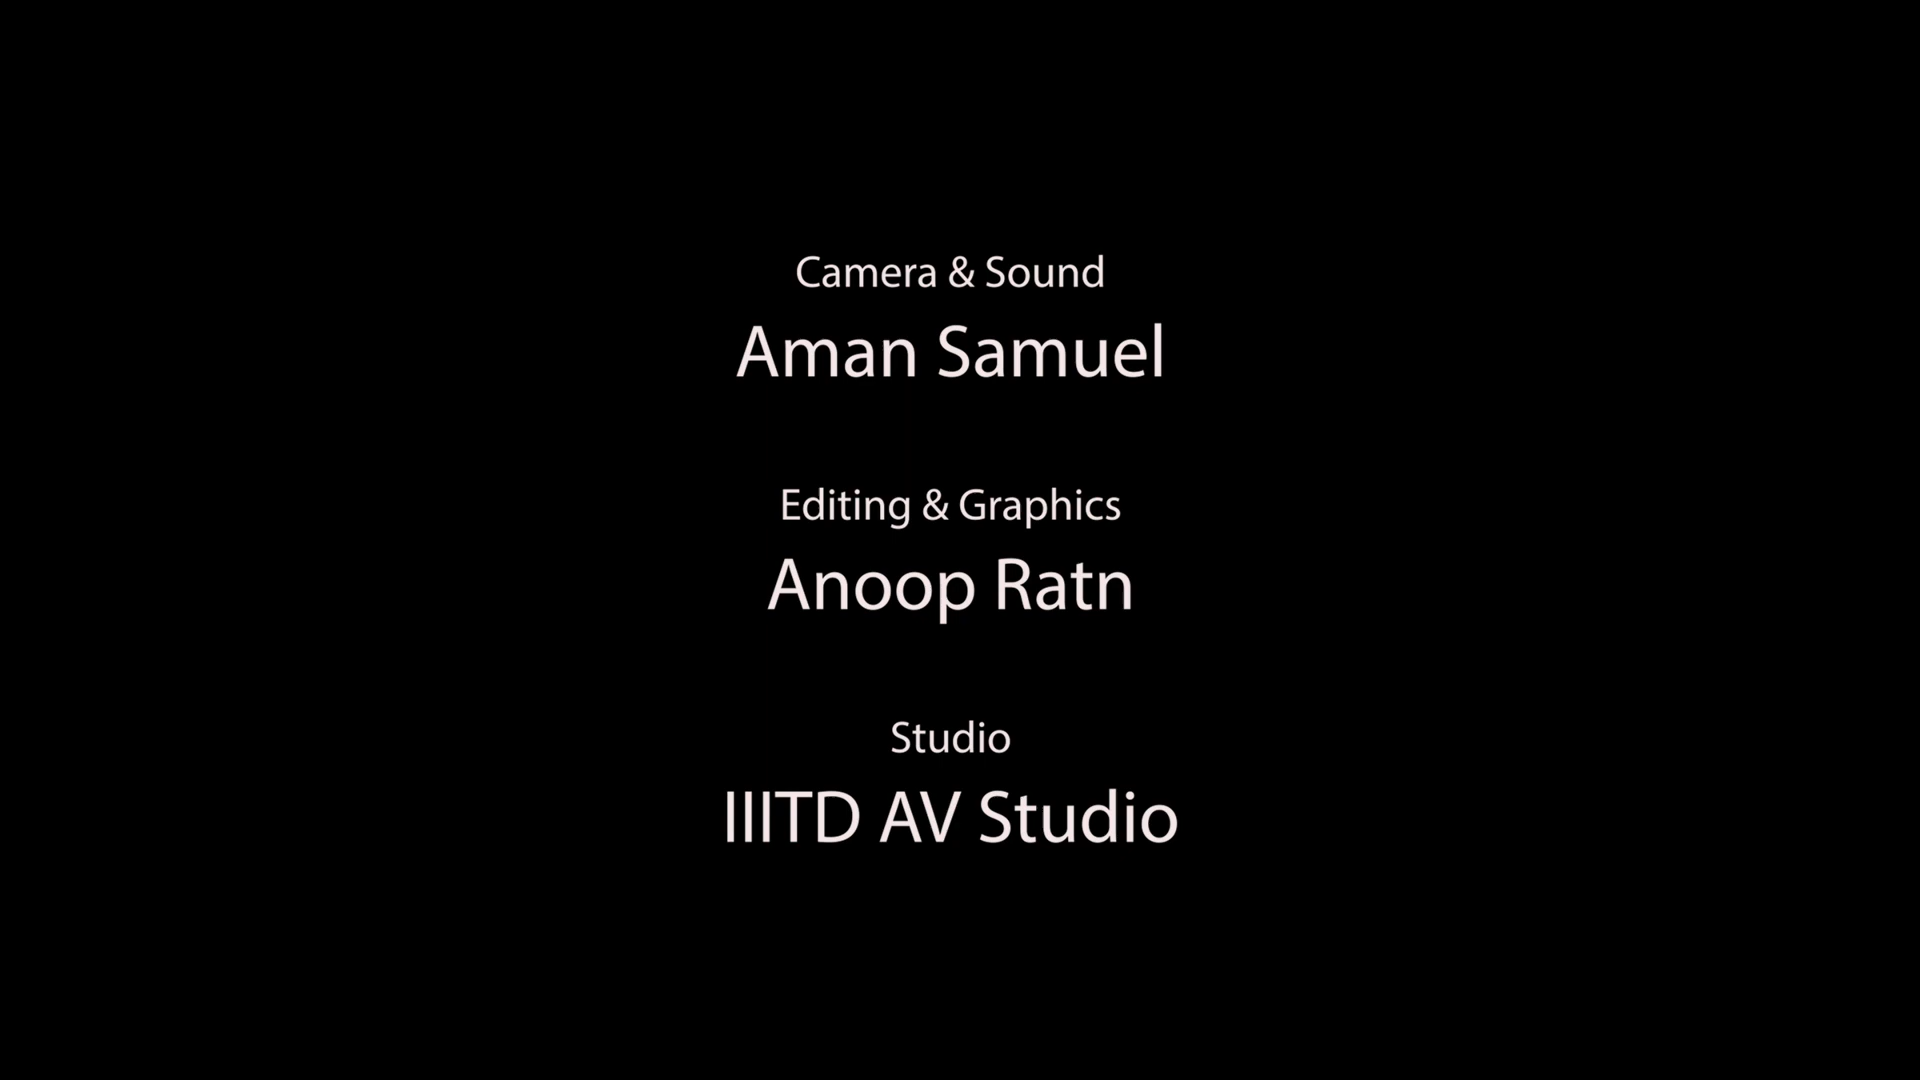 Camera & Sound
Aman Samuel
Editing & Graphics
Anoop Ratn
Studio
IIITD AV Studio